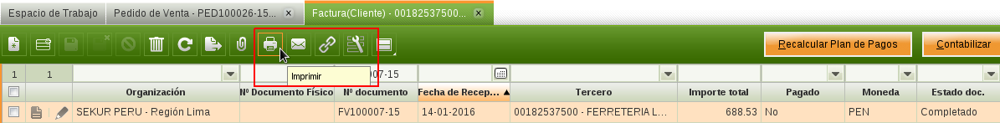 Espacio de Trabajo
Pedido de Venta - PED100026-15...
Factura(Cliente) - 00182537500...
Recalcular Plan de Pagos
Contabilizar
Imprimir
1 1 007-15
Organización Nº Documento Físico Nº documento Fecha de Recep... Tercero Importe total Pagado Moneda Estado doc.
SEKUR PERU - Región Lima FV100007-15 14-01-2016 00182537500 - FERRETERIA L... 688.53 No PEN Completado